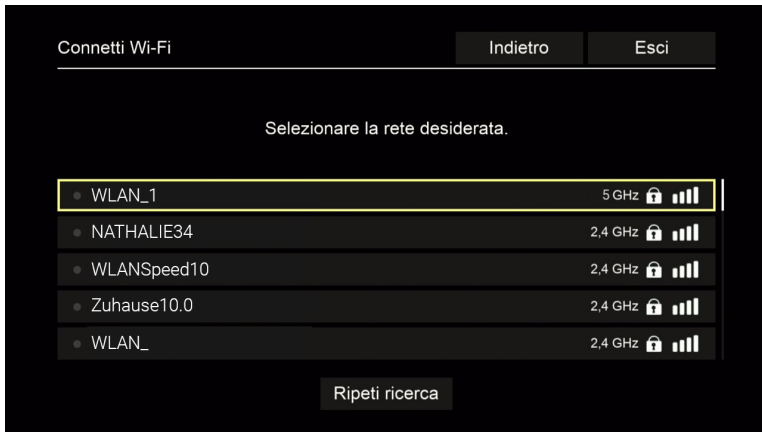 Connetti Wi-Fi Indietro Esci
Selezionare la rete desiderata.
WLAN_1 5 GHz
NATHALIE34 2,4 GHz
WLANSpeed10 2,4 GHz
Zuhause10.0 2,4 GHz
WLAN_ 2,4 GHz
Ripeti ricerca